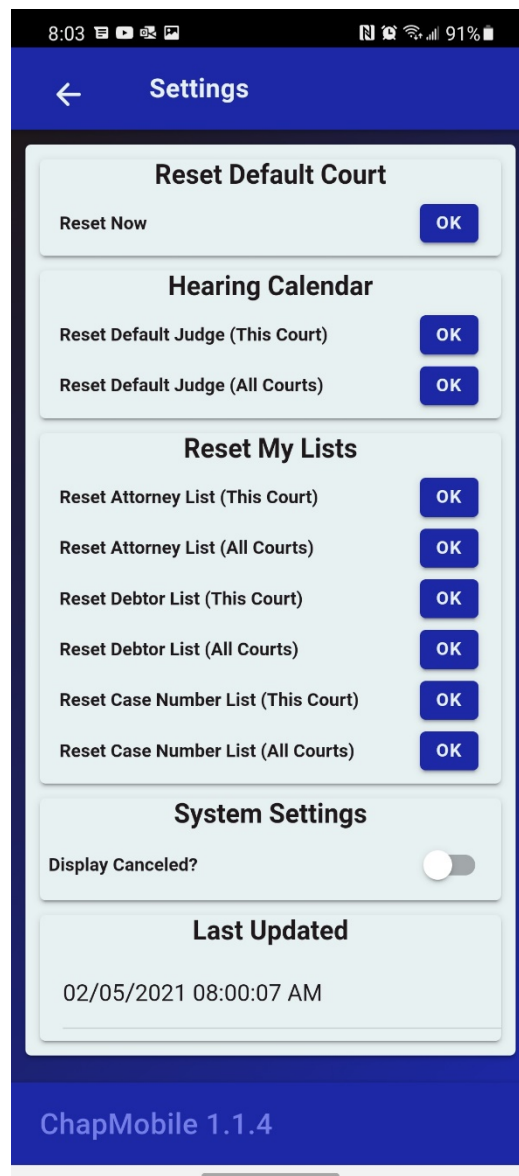 8:03 91%
Settings
Reset Default Court
Reset Now OK
Hearing Calendar
Reset Default Judge (This Court) OK
Reset Default Judge (All Courts) OK
Reset My Lists
Reset Attorney List (This Court) OK
Reset Attorney List (All Courts) OK
Reset Debtor List (This Court) OK
Reset Debtor List (All Courts) OK
Reset Case Number List (This Court) OK
Reset Case Number List (All Courts) OK
System Settings
Display Canceled?
Last Updated
02/05/2021 08:00:07 AM
ChapMobile 1.1.4